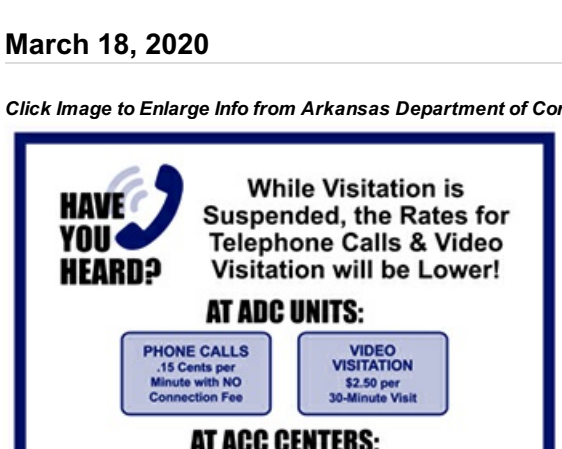 March 18, 2020
Click Image to Enlarge Info from Arkansas Department of
HAVE
YOU
HEARD?
While Visitation is
Suspended, the Rates for
Telephone Calls & Video
Visitation will be Lower!
AT ADC UNITS:
PHONE CALLS
.15 Cents per
Minute with NO
Connection Fee
VIDEO
VISITATION
$2.50 per
30-Minute Visit
AT ACC CENTERS: